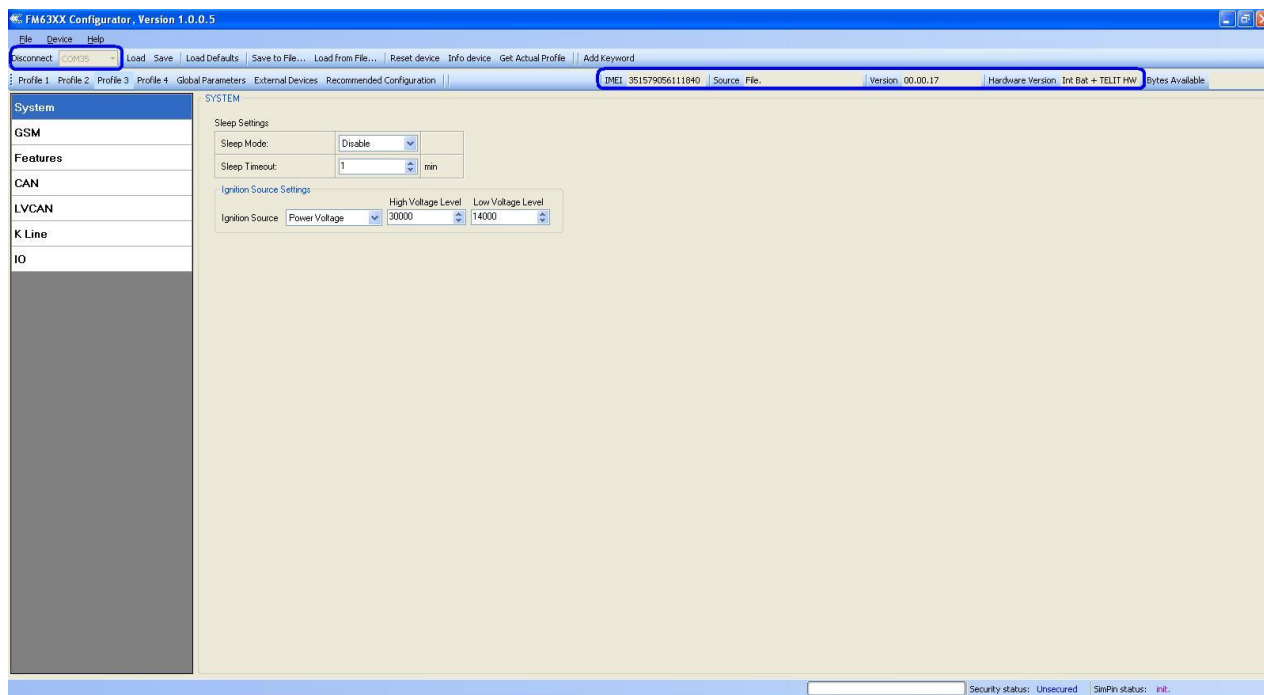 FM63XX Configurator, Version 1.0.0.5
File Device Help
Disconnect COM35 Load Save Load Defaults Save to File... Load from File... Reset device Info device Get Actual Profile Add Keyword
Profile 1 Profile 2 Profile 3 Profile 4 Global Parameters External Devices Recommended Configuration IMEI 351579056111840 Source File. Version 00.00.17 Hardware Version Int Bat + TELIT HW Bytes Available
System
GSM
Features
CAN
LVCAN
K Line
IO
SYSTEM
Sleep Settings
Sleep Mode: Disable
Sleep Timeout: 1 min
Ignition Source Settings
High Voltage Level Low Voltage Level
Ignition Source Power Voltage 30000 14000
Security status: Unsecured SimPin status: init.